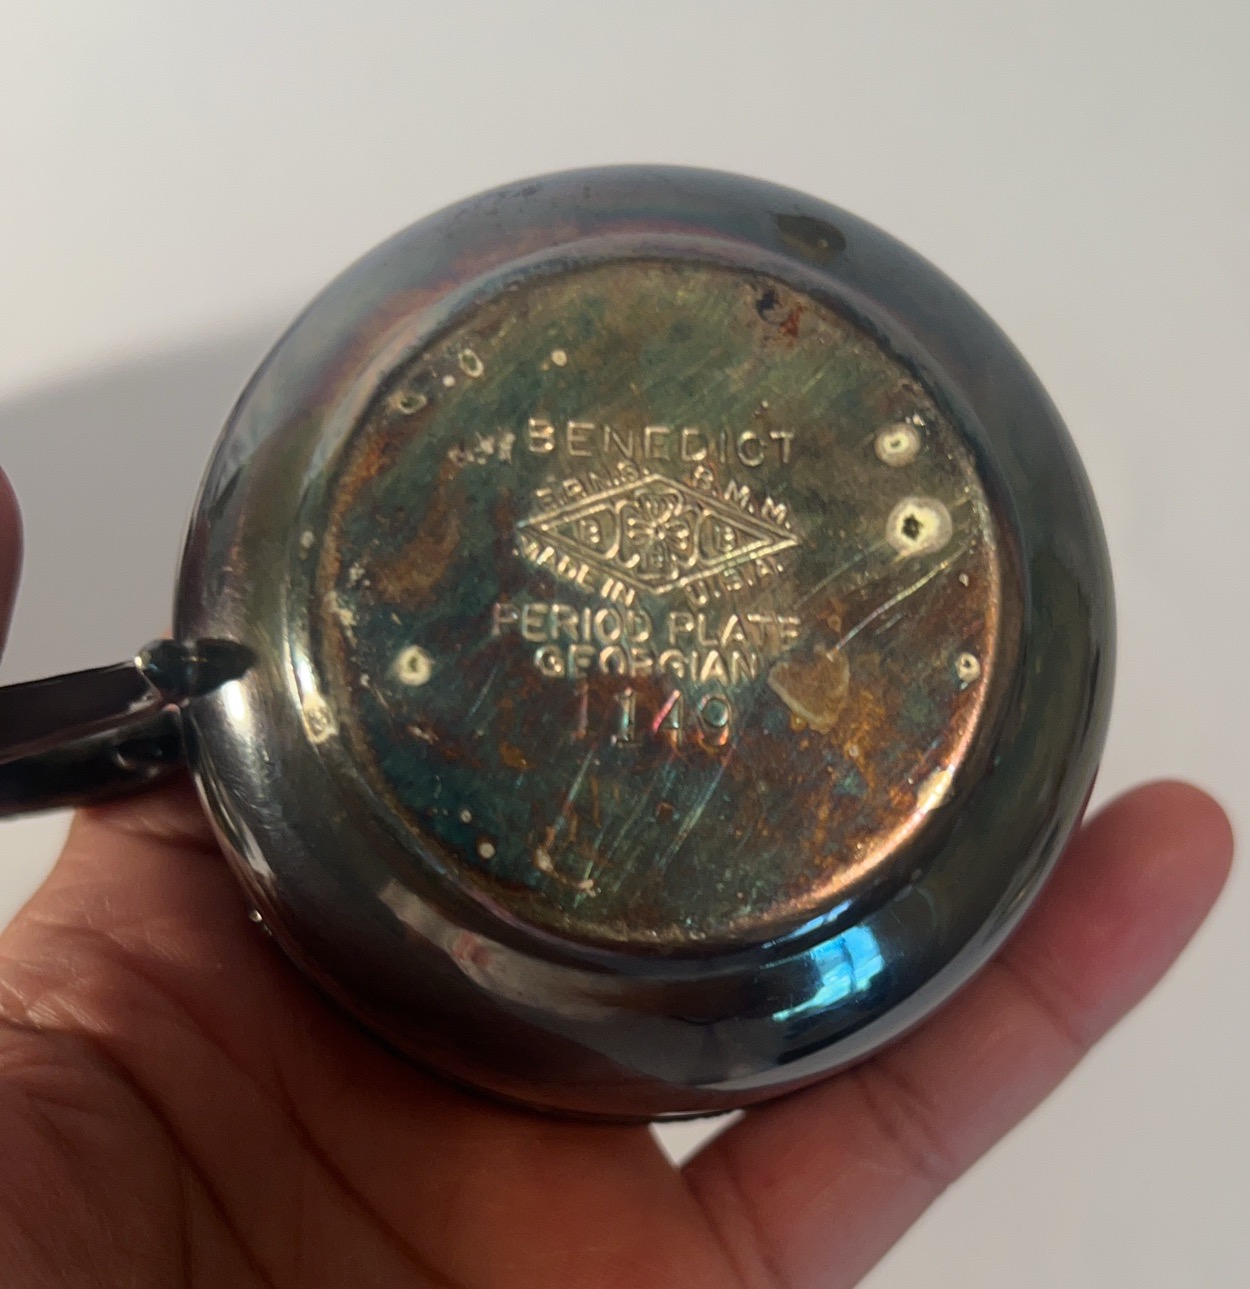 BENEDICT
E.P.N.S. B.M.M.
B B
MADE IN U.S.A.
PERIOD PLATE
GEORGIAN
1149